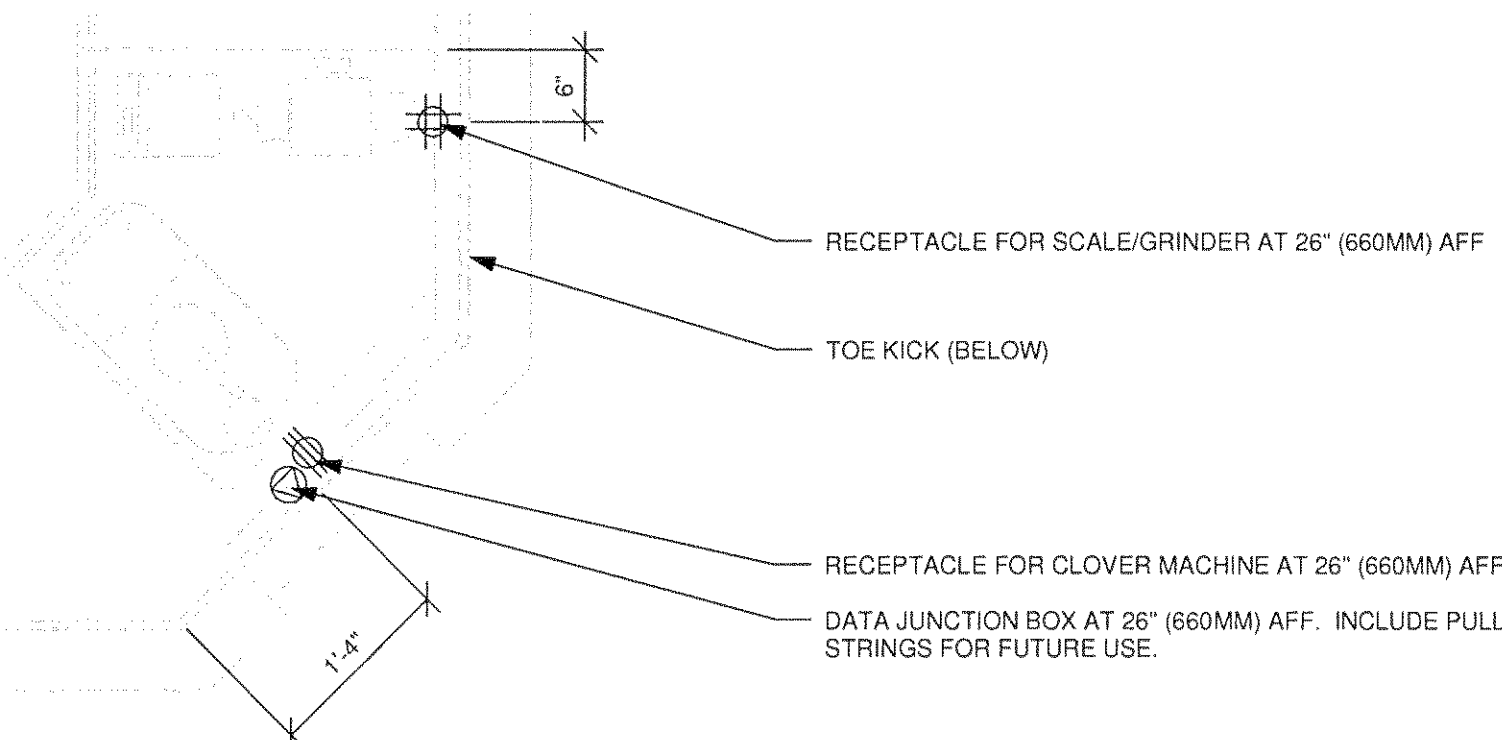 6"
RECEPTACLE FOR SCALE/GRINDER AT 26" (660MM) AFF
TOE KICK (BELOW)
RECEPTACLE FOR CLOVER MACHINE AT 26" (660MM) AFF
DATA JUNCTION BOX AT 26" (660MM) AFF. INCLUDE PULL
STRINGS FOR FUTURE USE.
1'-4"